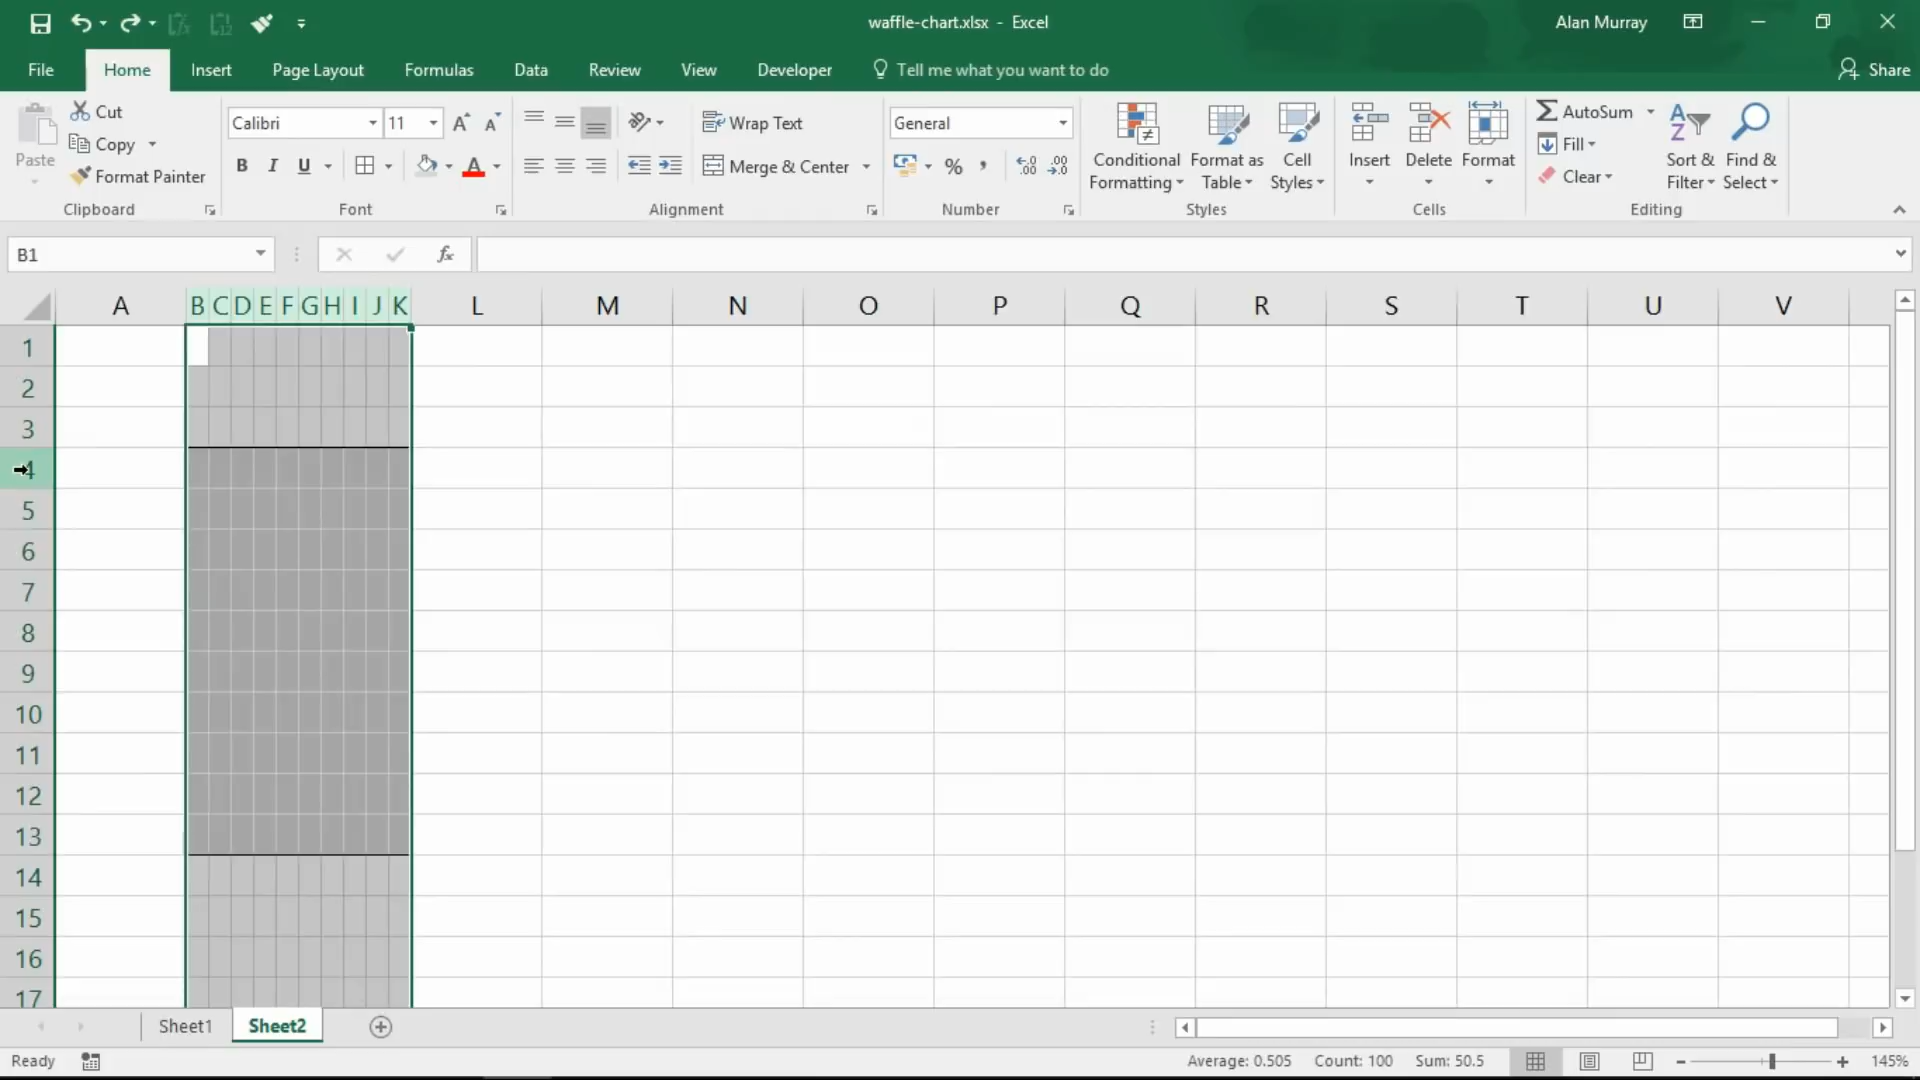 waffle-chart.xlsx - Excel
Alan Murray
File Home Insert Page Layout Formulas Data Review View Developer Tell me what you want to do Share
Paste
Cut
Copy
Format Painter
Clipboard
Calibri 11
B I U A
Font
Wrap Text
Merge & Center
Alignment
General
%
Number
Conditional Formatting
Format as Table
Cell Styles
Styles
Insert
Delete
Format
Cells
AutoSum
Fill
Clear
Sort & Filter
Find & Select
Editing
B1
fx
A B C D E F G H I J K L M N O P Q R S T U V
1
2
3
4
5
6
7
8
9
10
11
12
13
14
15
16
17
Sheet1 Sheet2
Ready
Average: 0.505 Count: 100 Sum: 50.5
145%